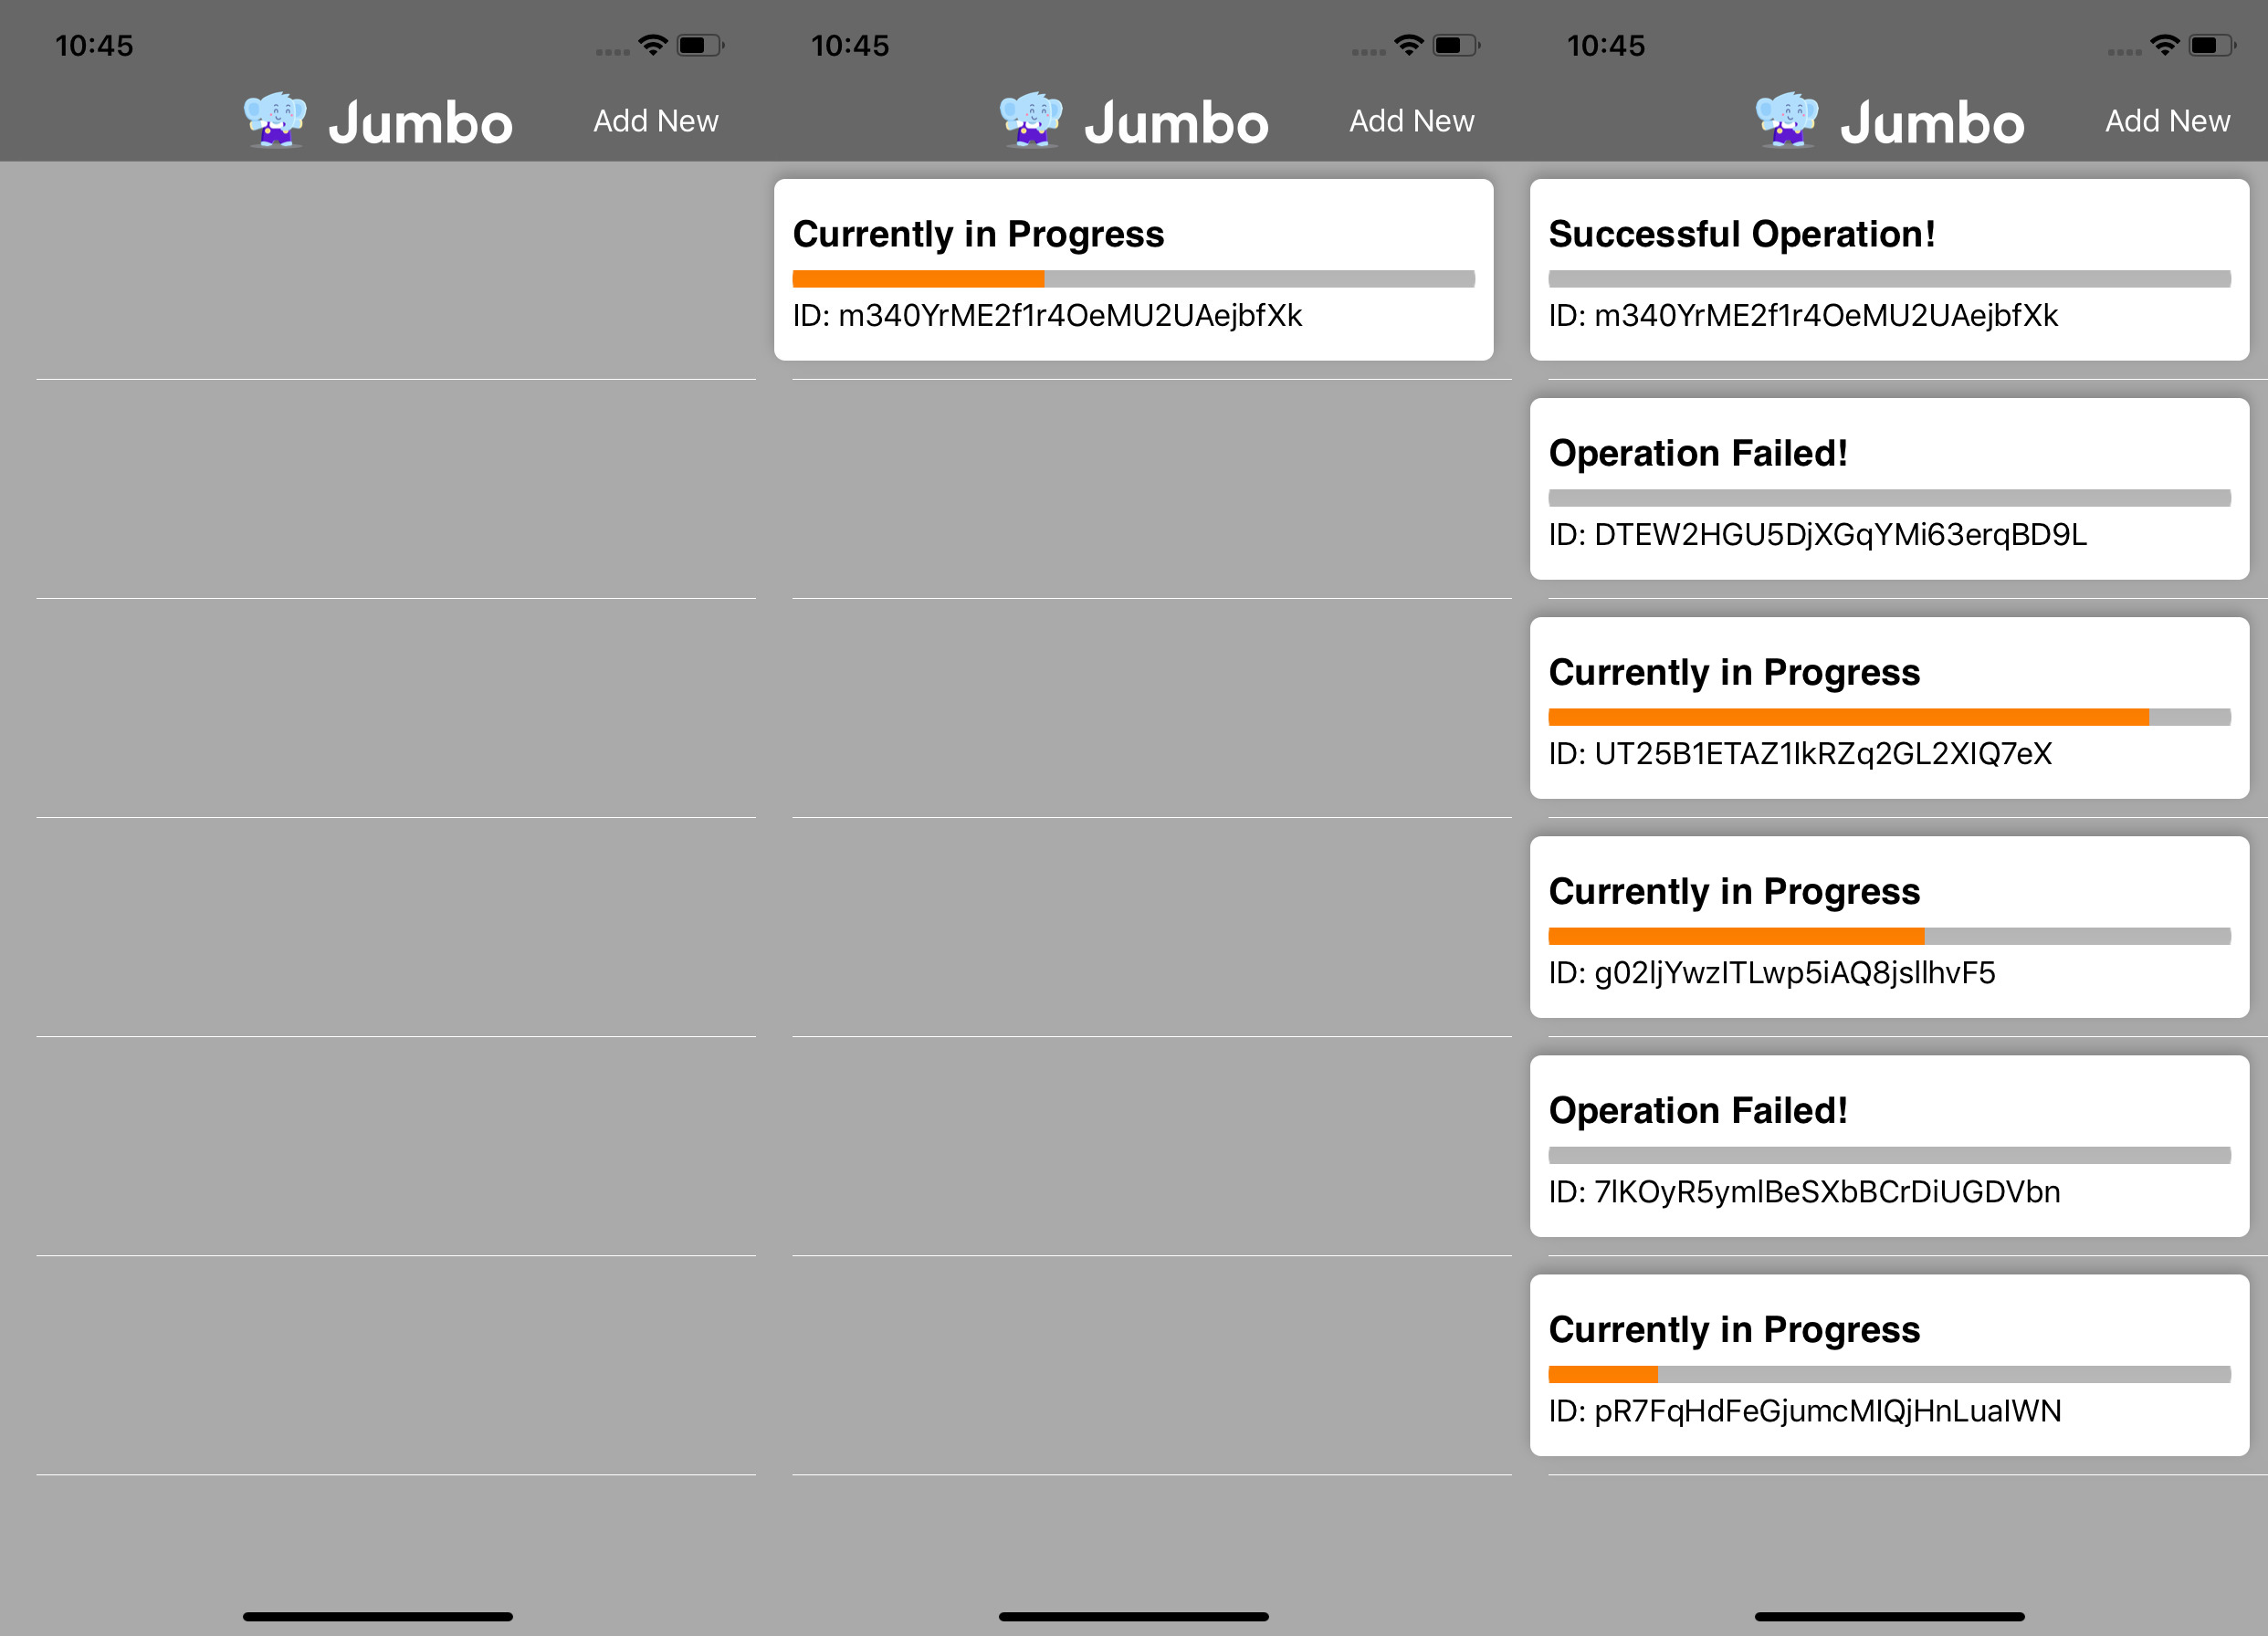 10:45
Jumbo
Add New
10:45
Jumbo
Add New
Currently in Progress
ID: m340YrME2f1r4OeMU2UAejbfXk
10:45
Jumbo
Add New
Successful Operation!
ID: m340YrME2f1r4OeMU2UAejbfXk
Operation Failed!
ID: DTEW2HGU5DjXGqYMi63erqBD9L
Currently in Progress
ID: UT25B1ETAZ1lkRZq2GL2XIQ7eX
Currently in Progress
ID: g02ljYwzITLwp5iAQ8jsllhvF5
Operation Failed!
ID: 7lKOyR5ymlBeSXbBCrDiUGDVbn
Currently in Progress
ID: pR7FqHdFeGjumcMIQjHnLuaIWN